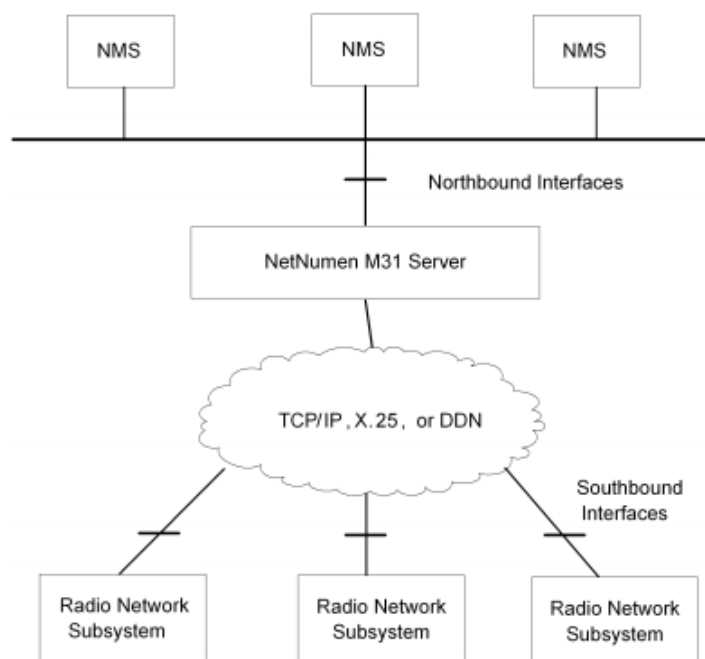 NMS
NMS
NMS
Northbound Interfaces
NetNumen M31 Server
TCP/IP, X.25, or DDN
Southbound
Interfaces
Radio Network
Subsystem
Radio Network
Subsystem
Radio Network
Subsystem